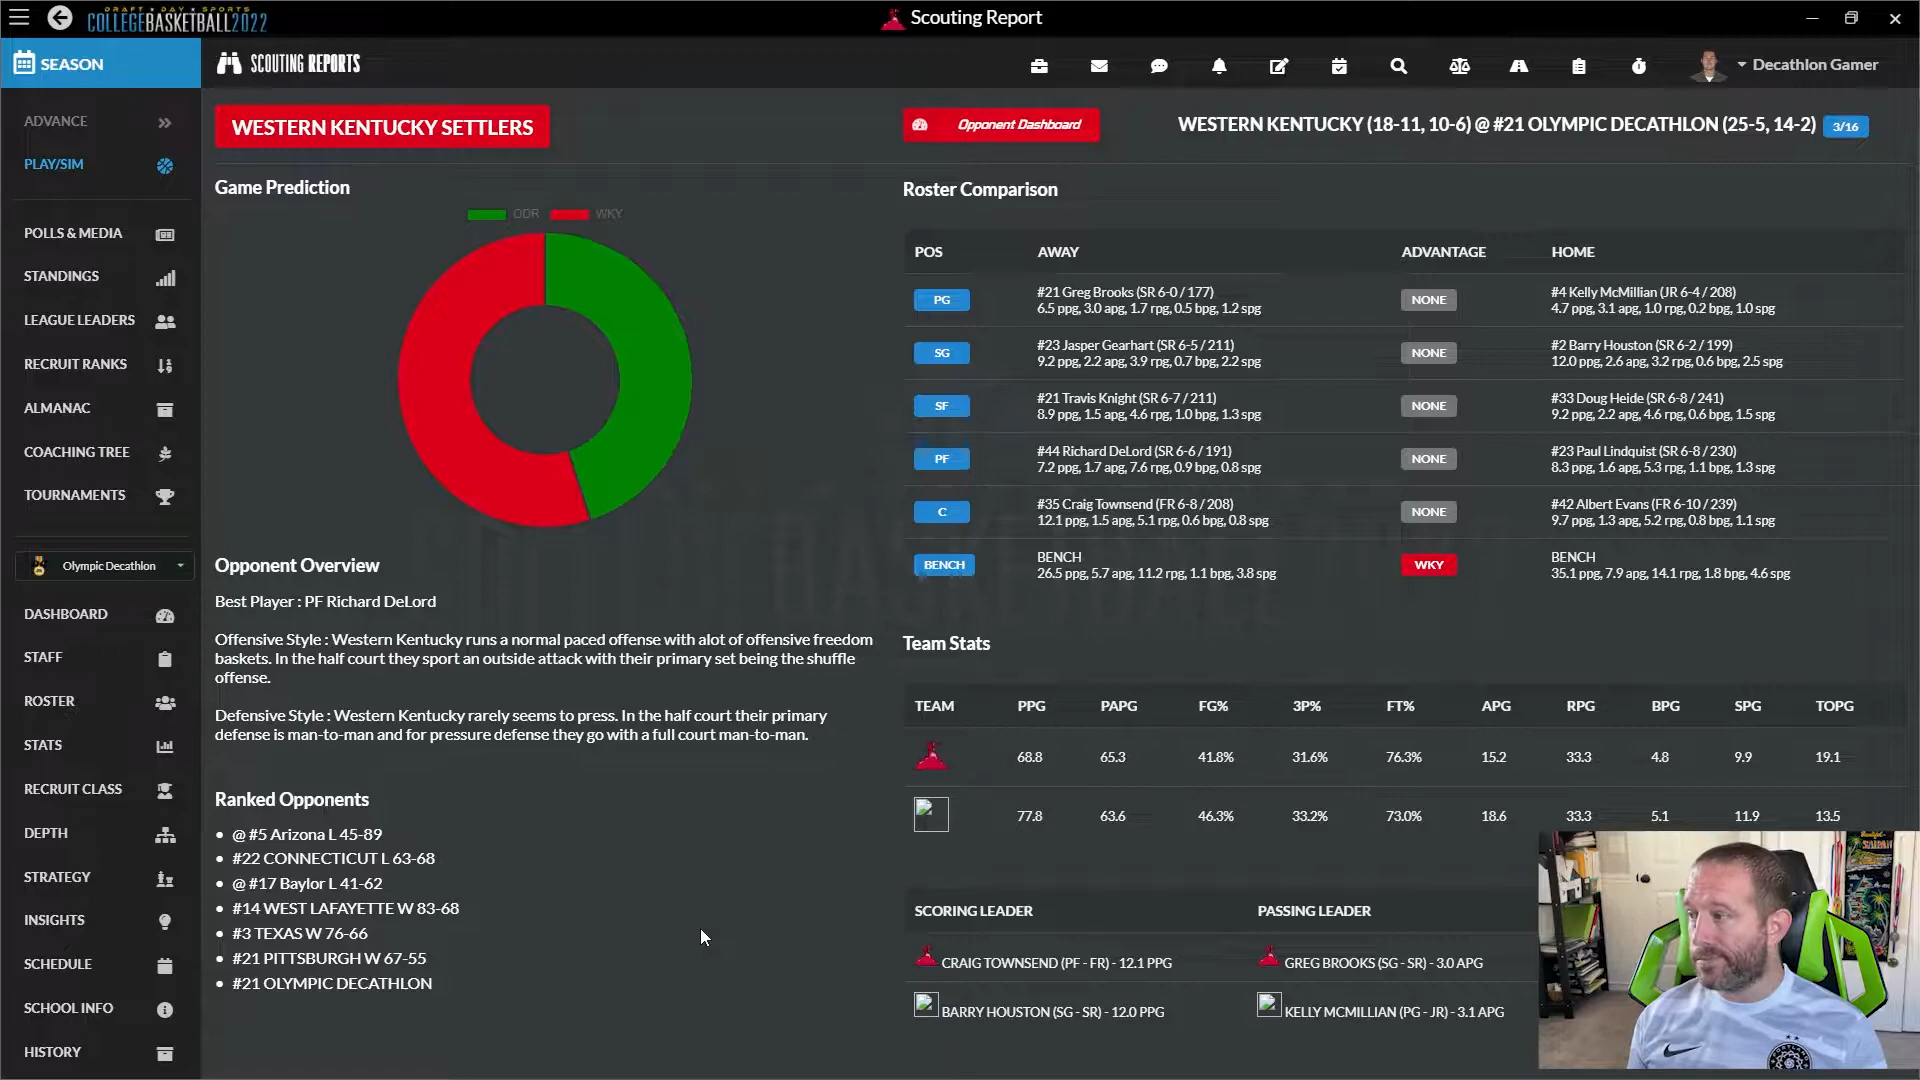 DRAFT • DAY • SPORTS
COLLEGEBASKETBALL2022
Scouting Report
SEASON
SCOUTING REPORTS
Decathlon Gamer
ADVANCE
PLAY/SIM
POLLS & MEDIA
STANDINGS
LEAGUE LEADERS
RECRUIT RANKS
ALMANAC
COACHING TREE
TOURNAMENTS
Olympic Decathlon
DASHBOARD
STAFF
ROSTER
STATS
RECRUIT CLASS
DEPTH
STRATEGY
INSIGHTS
SCHEDULE
SCHOOL INFO
HISTORY
WESTERN KENTUCKY SETTLERS
Opponent Dashboard
WESTERN KENTUCKY (18-11, 10-6) @ #21 OLYMPIC DECATHLON (25-5, 14-2) 3/16
Game Prediction
ODR WKY
Opponent Overview
Best Player : PF Richard DeLord
Offensive Style : Western Kentucky runs a normal paced offense with alot of offensive freedom
baskets. In the half court they sport an outside attack with their primary set being the shuffle
offense.
Defensive Style : Western Kentucky rarely seems to press. In the half court their primary
defense is man-to-man and for pressure defense they go with a full court man-to-man.
Ranked Opponents
• @ #5 Arizona L 45-89
• #22 CONNECTICUT L 63-68
• @ #17 Baylor L 41-62
• #14 WEST LAFAYETTE W 83-68
• #3 TEXAS W 76-66
• #21 PITTSBURGH W 67-55
• #21 OLYMPIC DECATHLON
Roster Comparison
POS AWAY ADVANTAGE HOME
PG #21 Greg Brooks (SR 6-0 / 177) NONE #4 Kelly McMillian (JR 6-4 / 208)
6.5 ppg, 3.0 apg, 1.7 rpg, 0.5 bpg, 1.2 spg 4.7 ppg, 3.1 apg, 1.0 rpg, 0.2 bpg, 1.0 spg
SG #23 Jasper Gearhart (SR 6-5 / 211) NONE #2 Barry Houston (SR 6-2 / 199)
9.2 ppg, 2.2 apg, 3.9 rpg, 0.7 bpg, 2.2 spg 12.0 ppg, 2.6 apg, 3.2 rpg, 0.6 bpg, 2.5 spg
SF #21 Travis Knight (SR 6-7 / 211) NONE #33 Doug Heide (SR 6-8 / 241)
8.9 ppg, 1.5 apg, 4.6 rpg, 1.0 bpg, 1.3 spg 9.2 ppg, 2.2 apg, 4.6 rpg, 0.6 bpg, 1.5 spg
PF #44 Richard DeLord (SR 6-6 / 191) NONE #23 Paul Lindquist (SR 6-8 / 230)
7.2 ppg, 1.7 apg, 7.6 rpg, 0.9 bpg, 0.8 spg 8.3 ppg, 1.6 apg, 5.3 rpg, 1.1 bpg, 1.3 spg
C #35 Craig Townsend (FR 6-8 / 208) NONE #42 Albert Evans (FR 6-10 / 239)
12.1 ppg, 1.5 apg, 5.1 rpg, 0.6 bpg, 0.8 spg 9.7 ppg, 1.3 apg, 5.2 rpg, 0.8 bpg, 1.1 spg
BENCH BENCH WKY BENCH
26.5 ppg, 5.7 apg, 11.2 rpg, 1.1 bpg, 3.8 spg 35.1 ppg, 7.9 apg, 14.1 rpg, 1.8 bpg, 4.6 spg
Team Stats
TEAM PPG PAPG FG% 3P% FT% APG RPG BPG SPG TOPG
68.8 65.3 41.8% 31.6% 76.3% 15.2 33.3 4.8 9.9 19.1
77.8 63.6 46.3% 33.2% 73.0% 18.6 33.3 5.1 11.9 13.5
SCORING LEADER PASSING LEADER
CRAIG TOWNSEND (PF - FR) - 12.1 PPG GREG BROOKS (SG - SR) - 3.0 APG
BARRY HOUSTON (SG - SR) - 12.0 PPG KELLY MCMILLIAN (PG - JR) - 3.1 APG